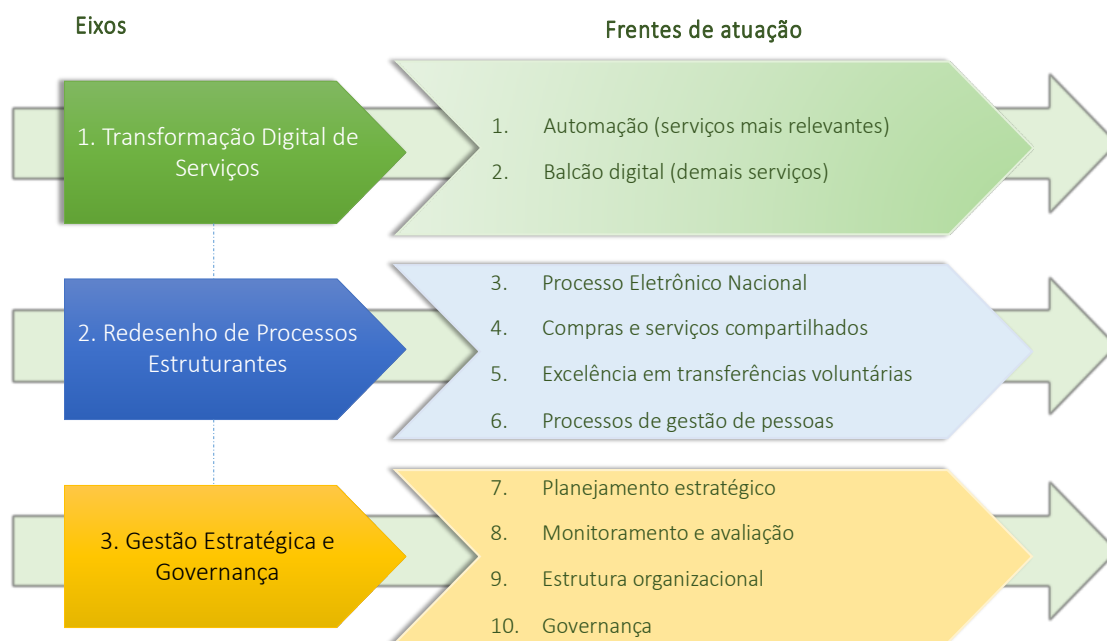 Eixos
Frentes de atuação
1. Transformação Digital de
Serviços
1. Automação (serviços mais relevantes)
2. Balcão digital (demais serviços)
2. Redesenho de Processos
Estruturantes
3. Processo Eletrônico Nacional
4. Compras e serviços compartilhados
5. Excelência em transferências voluntárias
6. Processos de gestão de pessoas
3. Gestão Estratégica e
Governança
7. Planejamento estratégico
8. Monitoramento e avaliação
9. Estrutura organizacional
10. Governança